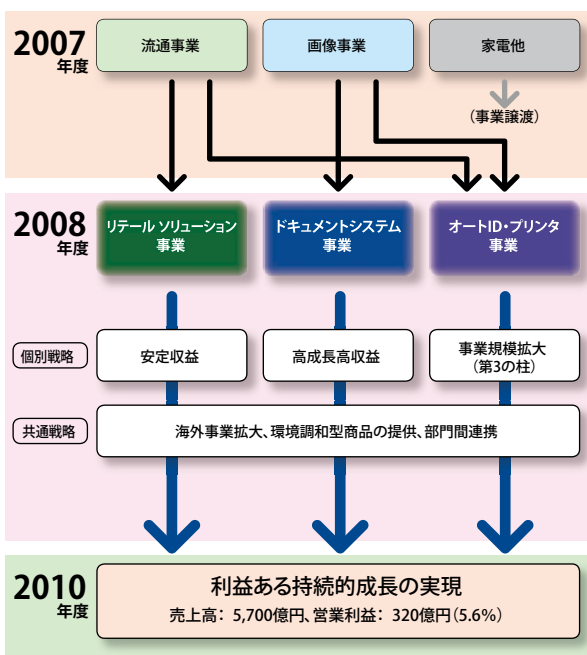 2007
年度
流通事業
画像事業
家電他
(事業譲渡)
2008
年度
リテール ソリューション
事業
ドキュメントシステム
事業
オートID・プリンタ
事業
個別戦略
安定収益
高成長高収益
事業規模拡大
(第3の柱)
共通戦略
海外事業拡大、環境調和型商品の提供、部門間連携
2010
年度
利益ある持続的成長の実現
売上高: 5,700億円、営業利益: 320億円(5.6%)